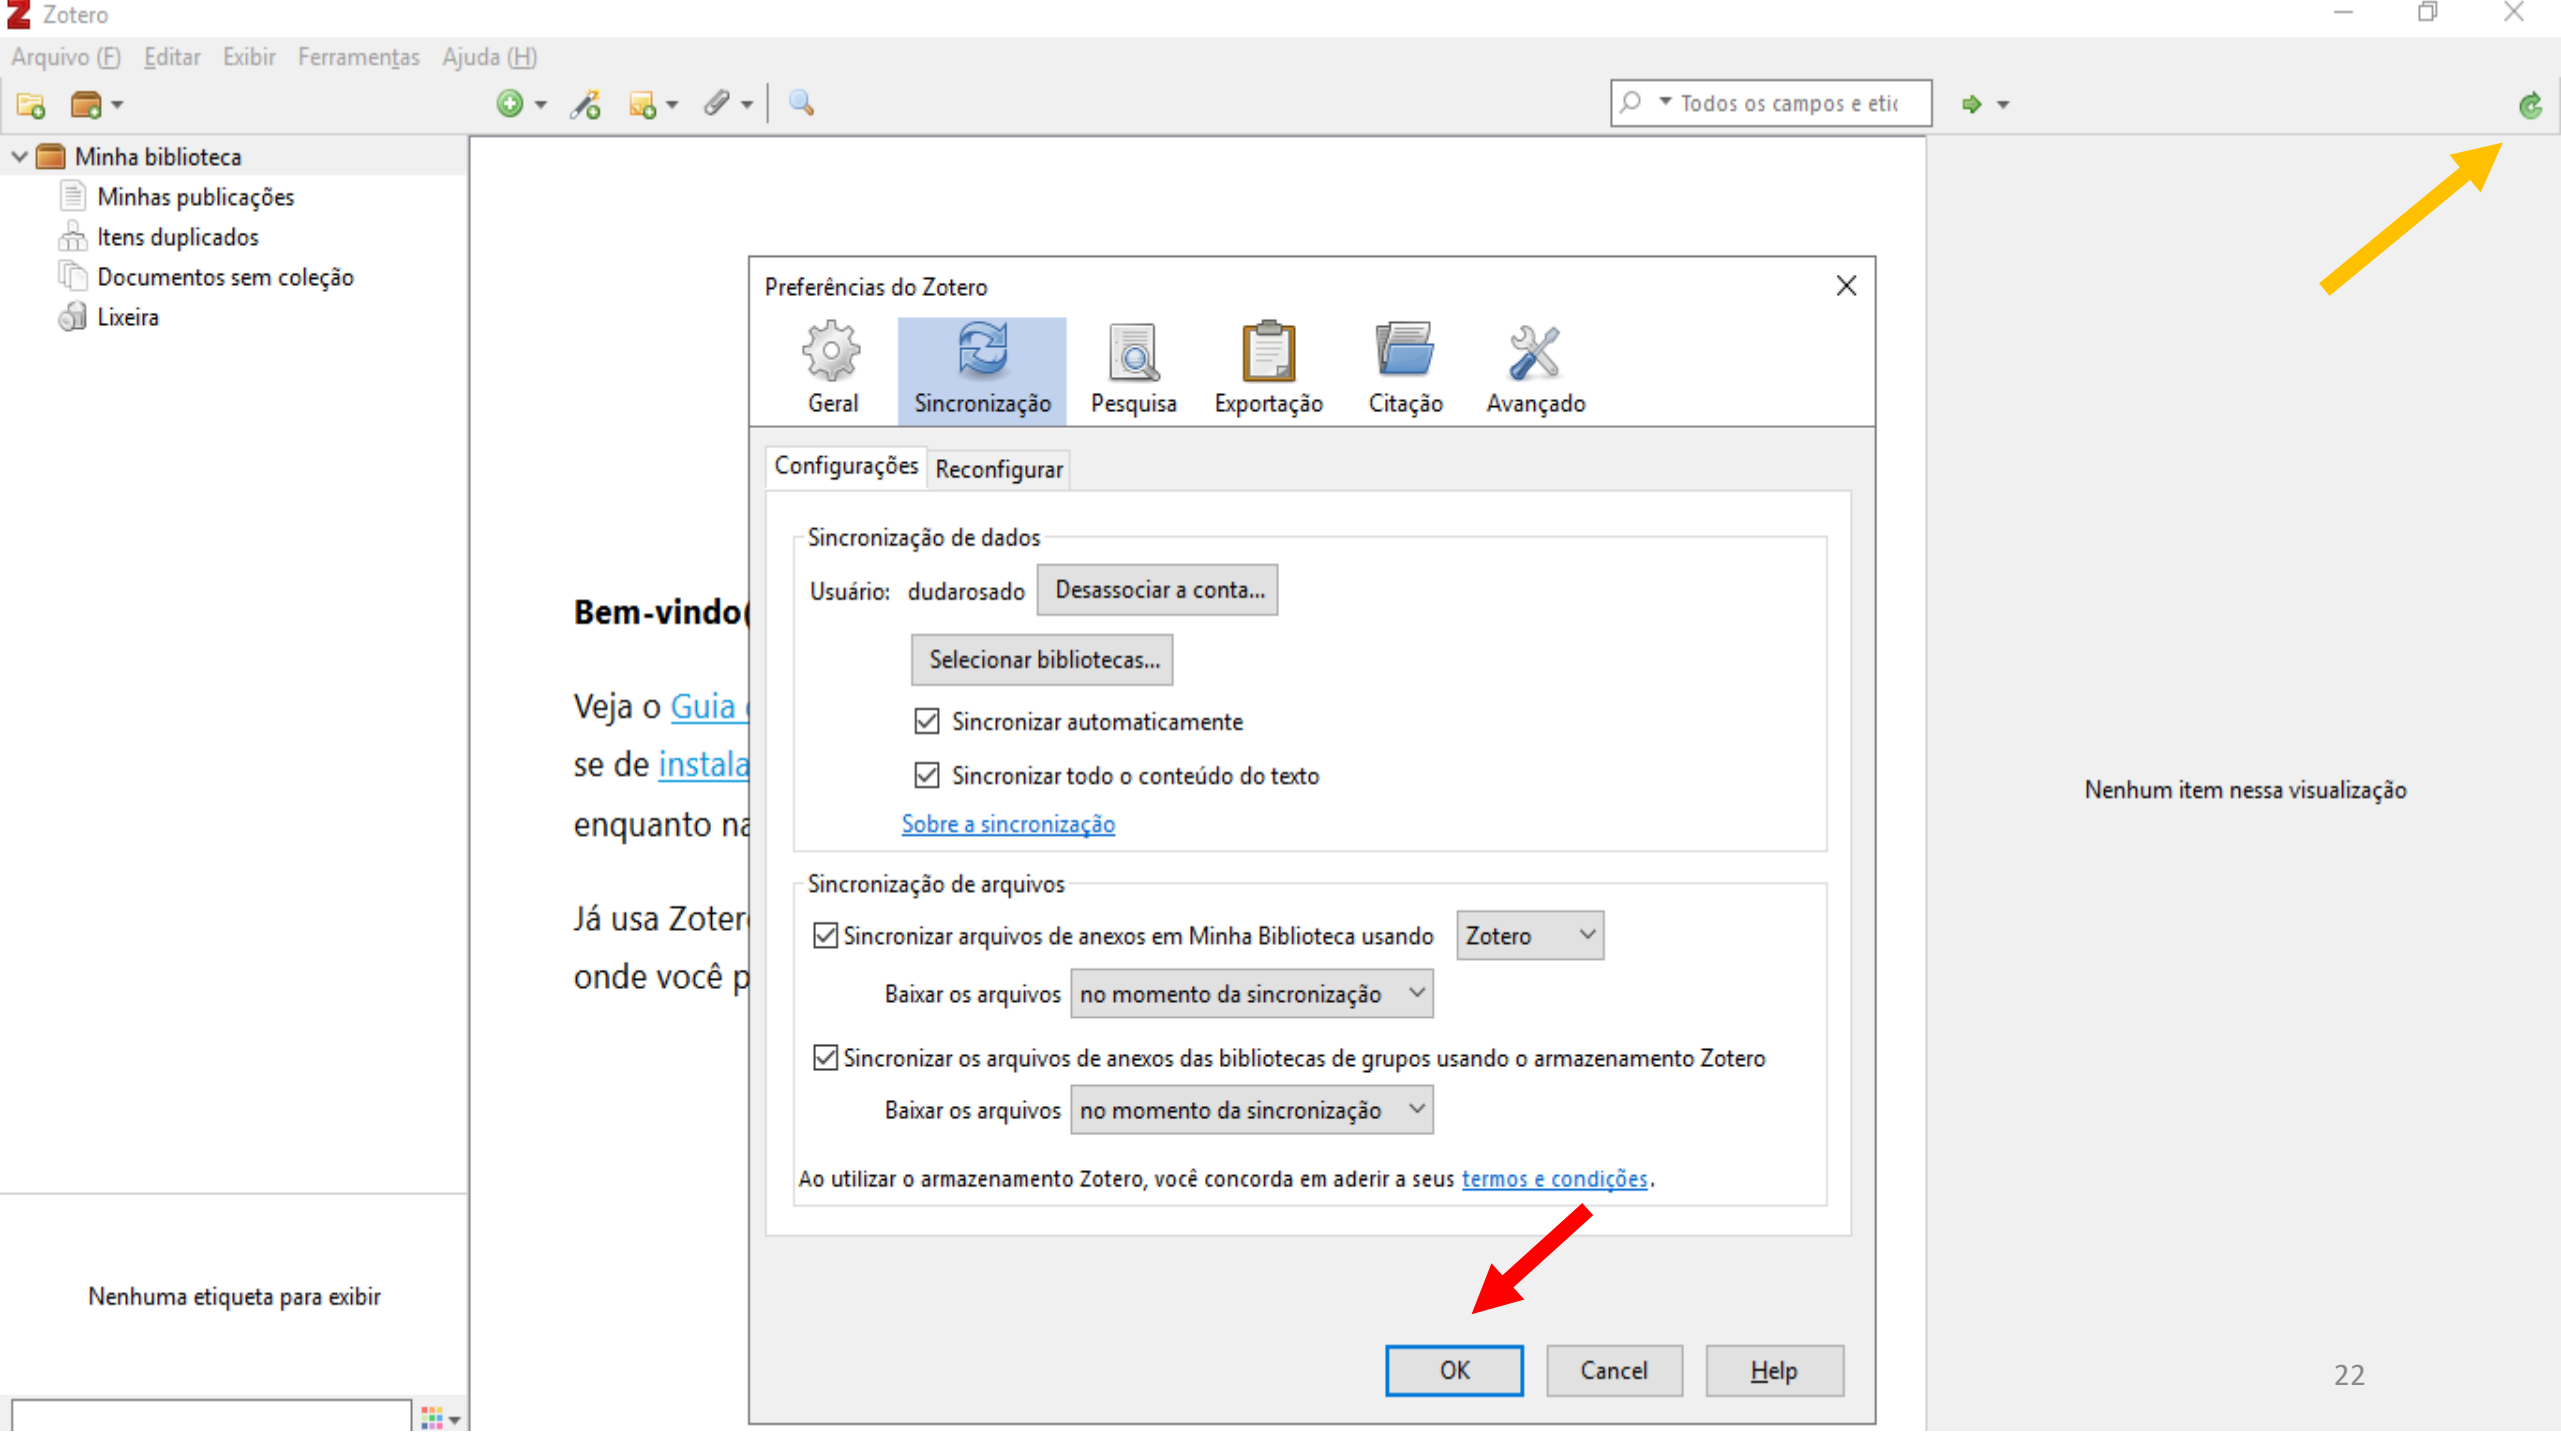 Zotero
Arquivo (F) Editar Exibir Ferramentas Ajuda (H)
Todos os campos e etic
Minha biblioteca
Minhas publicações
Itens duplicados
Documentos sem coleção
Lixeira
Preferências do Zotero
Geral Sincronização Pesquisa Exportação Citação Avançado
Configurações Reconfigurar
Sincronização de dados
Usuário: dudarosado Desassociar a conta...
Selecionar bibliotecas...
Sincronizar automaticamente
Sincronizar todo o conteúdo do texto
Sobre a sincronização
Sincronização de arquivos
Sincronizar arquivos de anexos em Minha Biblioteca usando Zotero
Baixar os arquivos no momento da sincronização
Sincronizar os arquivos de anexos das bibliotecas de grupos usando o armazenamento Zotero
Baixar os arquivos no momento da sincronização
Ao utilizar o armazenamento Zotero, você concorda em aderir a seus termos e condições.
OK Cancel Help
Bem-vindo(
Veja o Guia
se de instala
enquanto na
Já usa Zoter
onde você p
Nenhum item nessa visualização
Nenhuma etiqueta para exibir
22